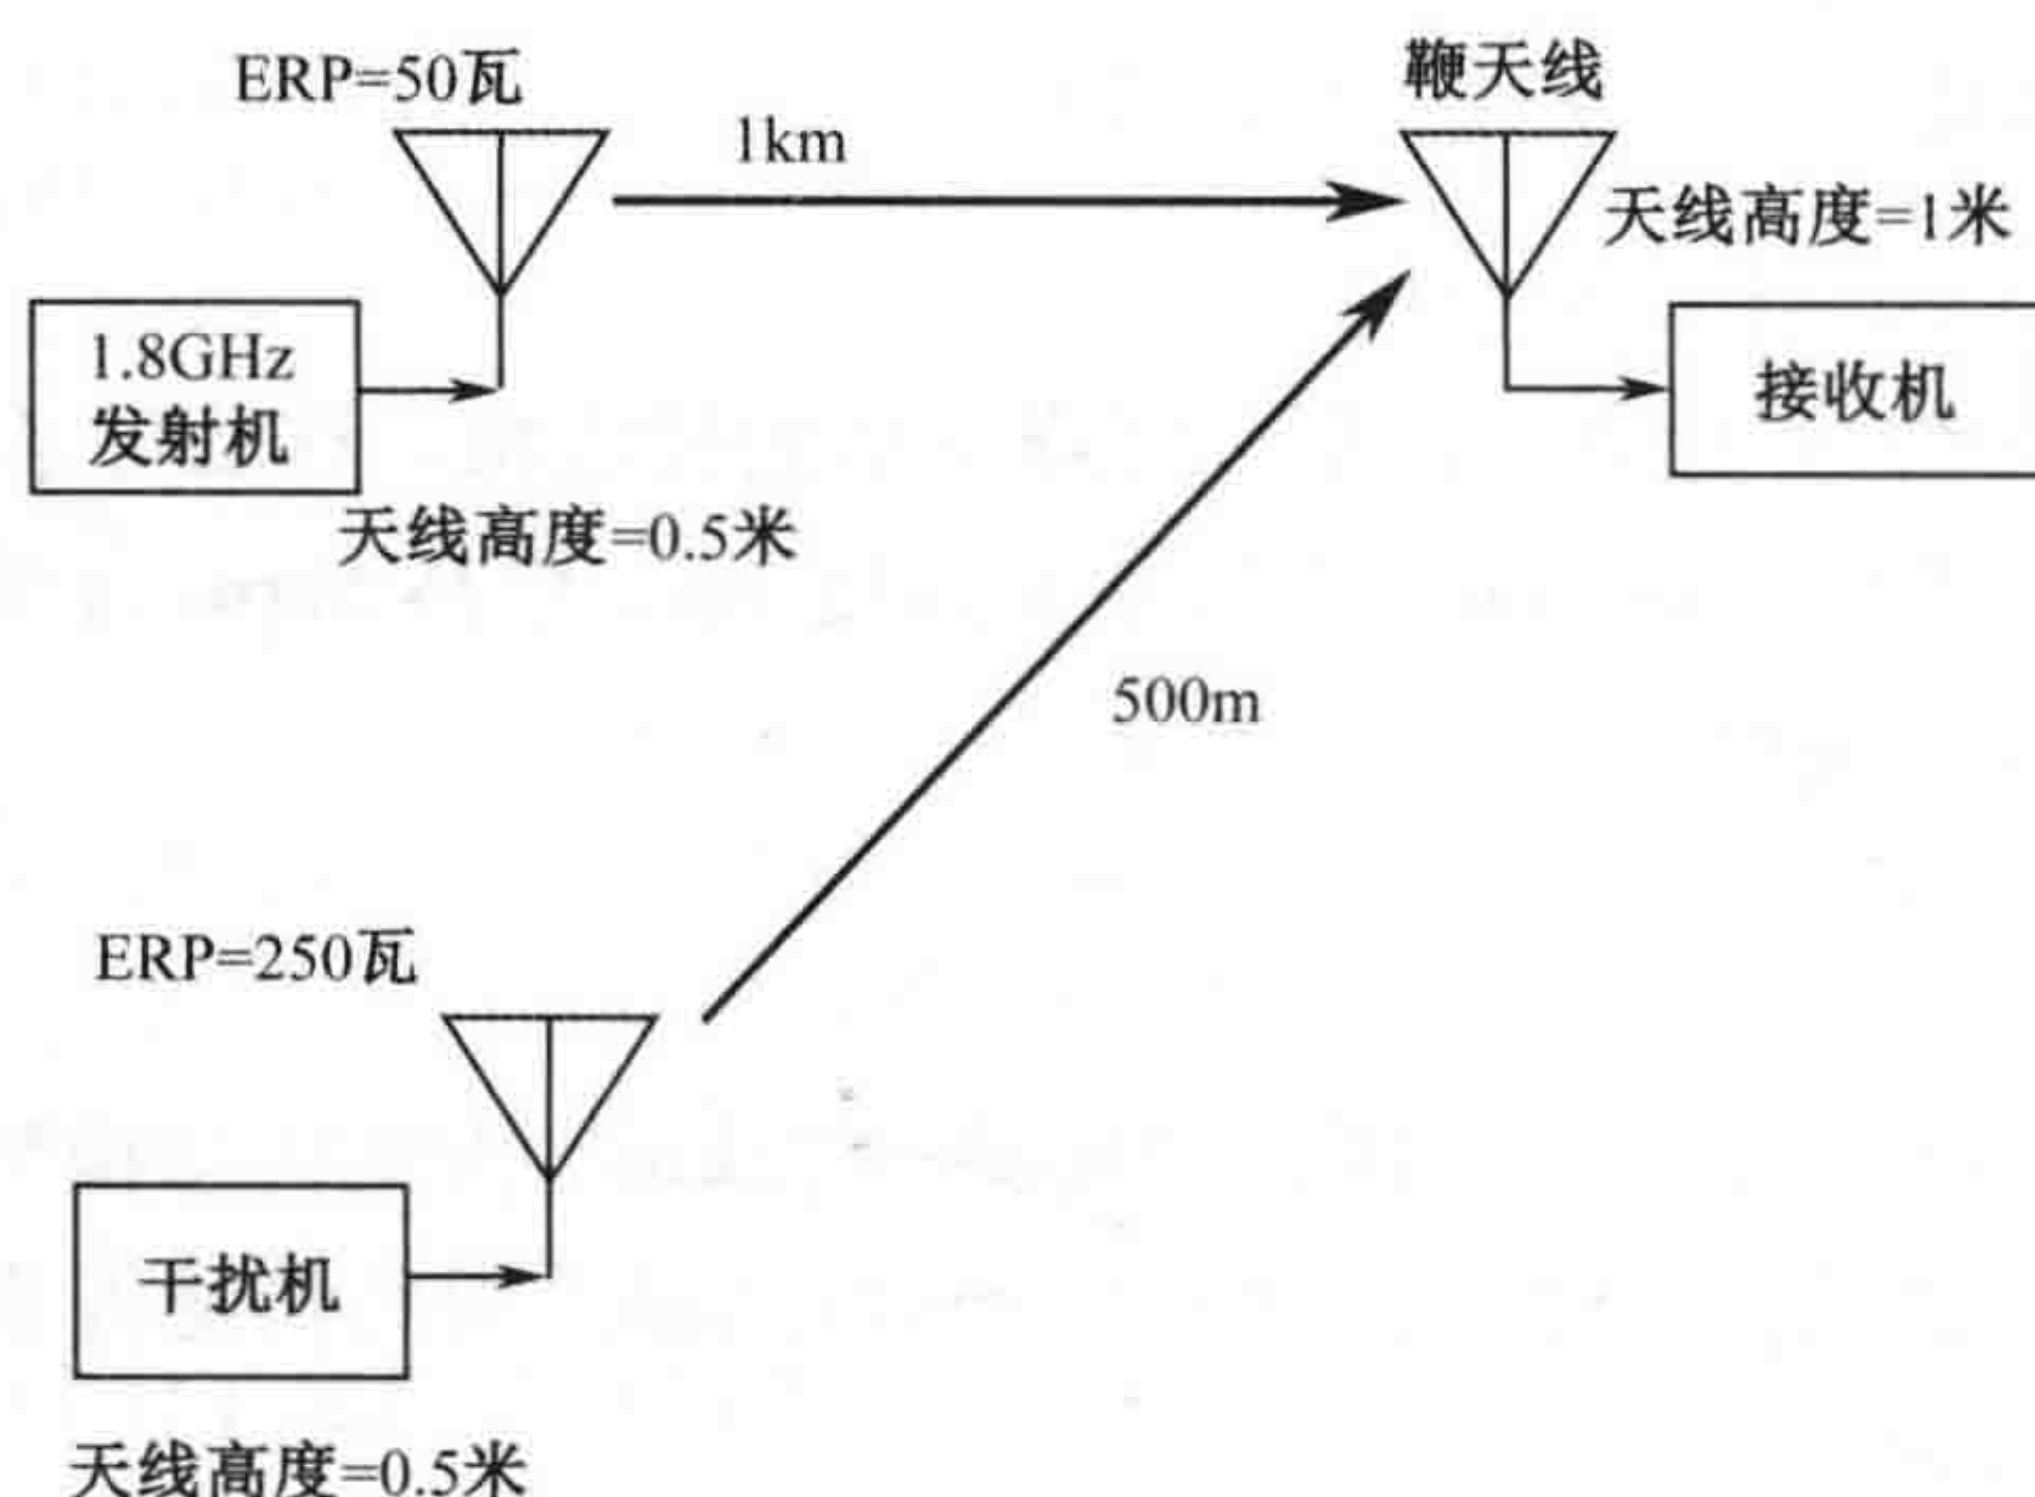 ERP=50瓦
1km
鞭天线
天线高度=1米
1.8GHz
发射机
接收机
天线高度=0.5米
500m
ERP=250瓦
干扰机
天线高度=0.5米